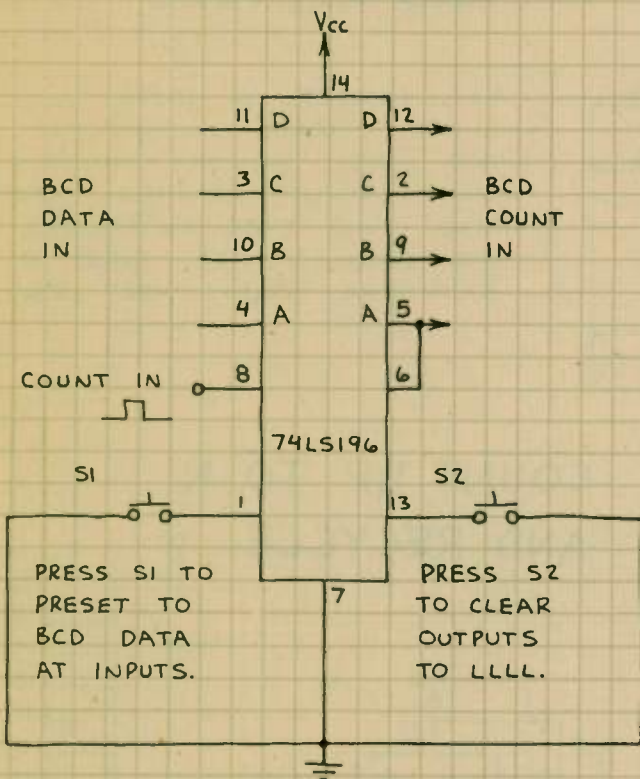 Vcc
14
11 D D 12
3 C C 2
10 B B 9
4 A A 5
BCD
DATA
IN
BCD
COUNT
IN
COUNT IN
8
6
74LS196
S1
1
S2
13
PRESS S1 TO
PRESET TO
BCD DATA
AT INPUTS.
7
PRESS S2
TO CLEAR
OUTPUTS
TO LLLL.